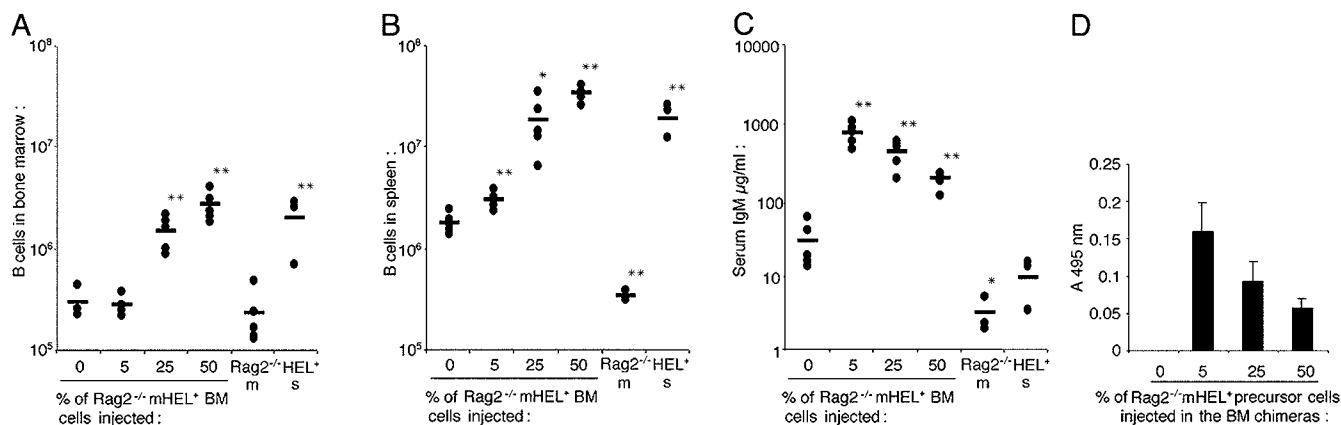 A
B cells in bone marrow :
10⁸
10⁷
10⁶
10⁵
**
**
**
0 5 25 50 Rag2⁻/⁻HEL⁺
m s
% of Rag2⁻/⁻ mHEL⁺ BM
cells injected :
B
B cells in spleen :
10⁸
10⁷
10⁶
10⁵
**
*
**
**
**
0 5 25 50 Rag2⁻/⁻HEL⁺
m s
% of Rag2⁻/⁻ mHEL⁺ BM
cells injected :
C
Serum IgM µg/ml :
10000
1000
100
10
1
**
**
**
*
0 5 25 50 Rag2⁻/⁻HEL⁺
m s
% of Rag2⁻/⁻ mHEL⁺ BM
cells injected :
D
A 495 nm
0.25
0.2
0.15
0.1
0.05
0
0 5 25 50
% of Rag2⁻/⁻mHEL⁺precursor cells
injected in the BM chimeras :